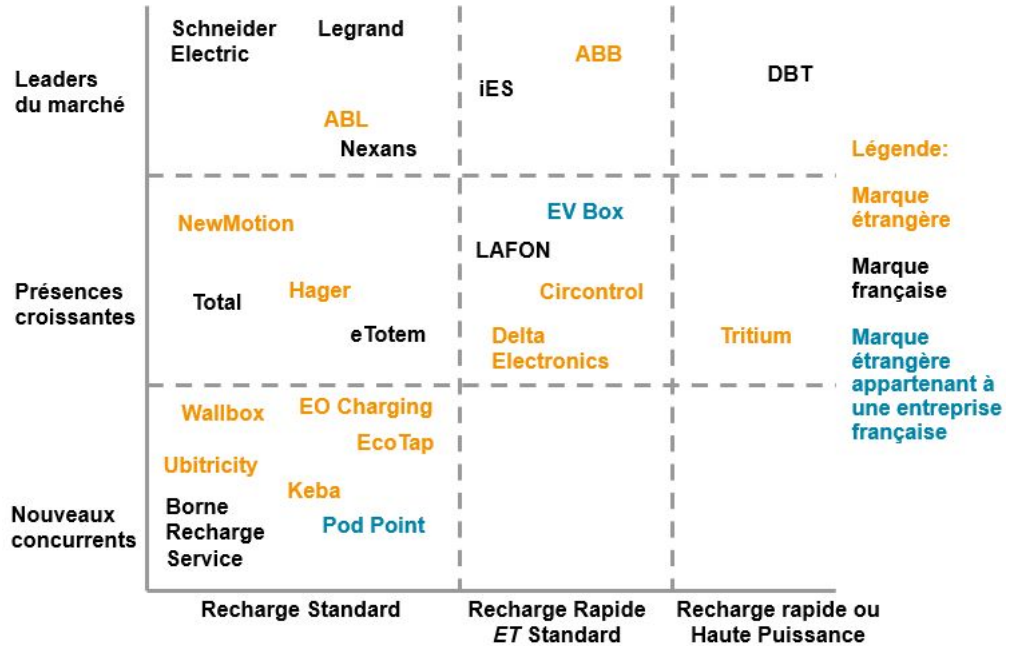 Leaders
du marché
Schneider
Electric
Legrand
ABL
Nexans
ABB
iES
DBT
Présences
croissantes
NewMotion
Total
Hager
eTotem
EV Box
LAFON
Circontrol
Delta
Electronics
Tritium
Nouveaux
concurrents
Wallbox
EO Charging
EcoTap
Ubitricity
Keba
Borne
Recharge
Service
Pod Point
Recharge Standard
Recharge Rapide
ET Standard
Recharge rapide ou
Haute Puissance
Légende:
Marque
étrangère
Marque
française
Marque
étrangère
appartenant à
une entreprise
française